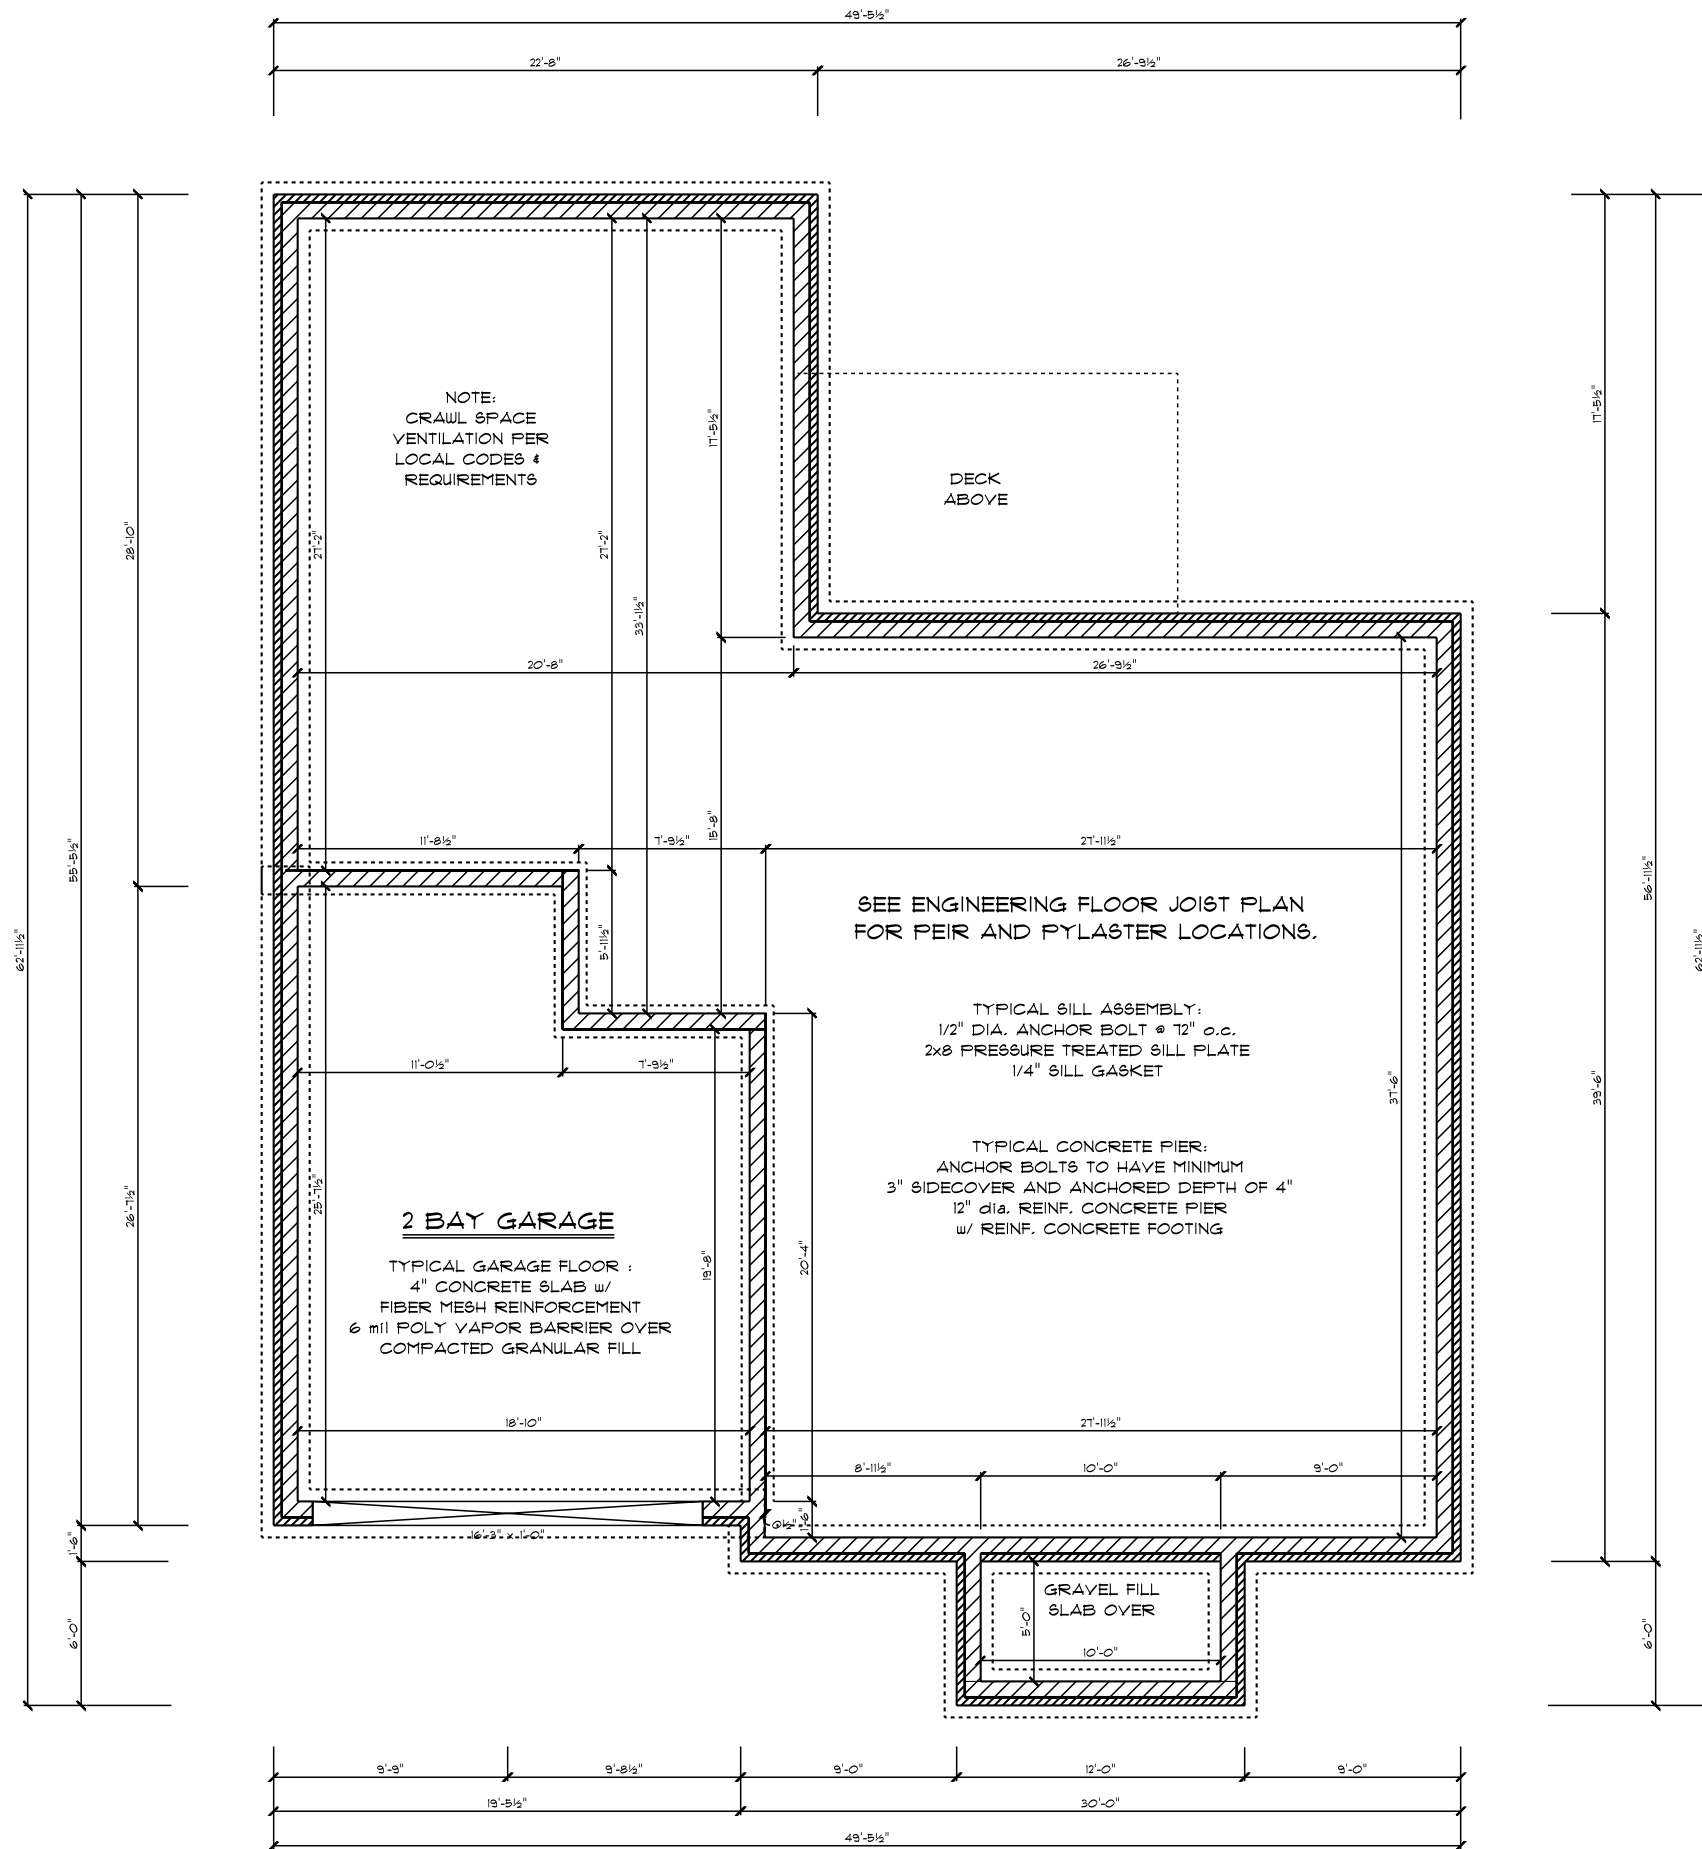 49'-5½"
22'-8"
26'-9½"
NOTE:
CRAWL SPACE
VENTILATION PER
LOCAL CODES &
REQUIREMENTS
DECK
ABOVE
17'-5½"
17'-5½"
28'-10"
27'-2"
27'-2"
33'-1½"
20'-8"
26'-9½"
15'-8"
11'-8½"
7'-9½"
27'-11½"
55'-5½"
56'-11½"
62'-11½"
62'-11½"
5'-11½"
SEE ENGINEERING FLOOR JOIST PLAN
FOR PEIR AND PYLASTER LOCATIONS.
TYPICAL SILL ASSEMBLY:
1/2" DIA. ANCHOR BOLT @ 72" o.c.
2x8 PRESSURE TREATED SILL PLATE
1/4" SILL GASKET
11'-0½"
7'-9½"
37'-6"
39'-6"
TYPICAL CONCRETE PIER:
ANCHOR BOLTS TO HAVE MINIMUM
3" SIDECOVER AND ANCHORED DEPTH OF 4"
12" dia. REINF. CONCRETE PIER
w/ REINF. CONCRETE FOOTING
26'-7½"
25'-7½"
2 BAY GARAGE
TYPICAL GARAGE FLOOR :
4" CONCRETE SLAB w/
FIBER MESH REINFORCEMENT
6 mil POLY VAPOR BARRIER OVER
COMPACTED GRANULAR FILL
19'-8"
20'-4"
18'-10"
27'-11½"
8'-11½"
10'-0"
9'-0"
16'-3" x 1'-0"
0½"
1'-6"
1'-6"
GRAVEL FILL
SLAB OVER
5'-0"
10'-0"
6'-0"
6'-0"
9'-9"
9'-8½"
9'-0"
12'-0"
9'-0"
19'-5½"
30'-0"
49'-5½"